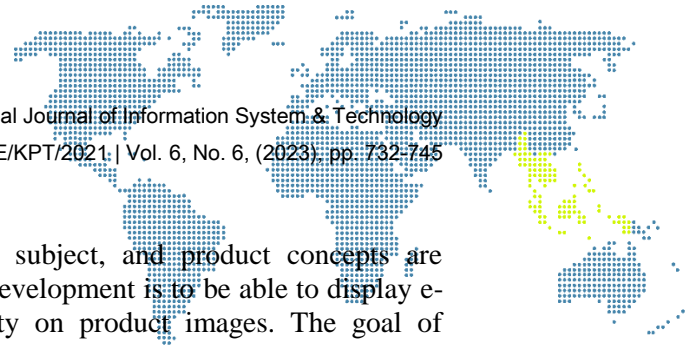 al Journal of Information System & Technology
E/KPT/2021 | Vol. 6, No. 6, (2023), pp. 732-745
subject, and product concepts are
evelopment is to be able to display e-
ty on product images. The goal of